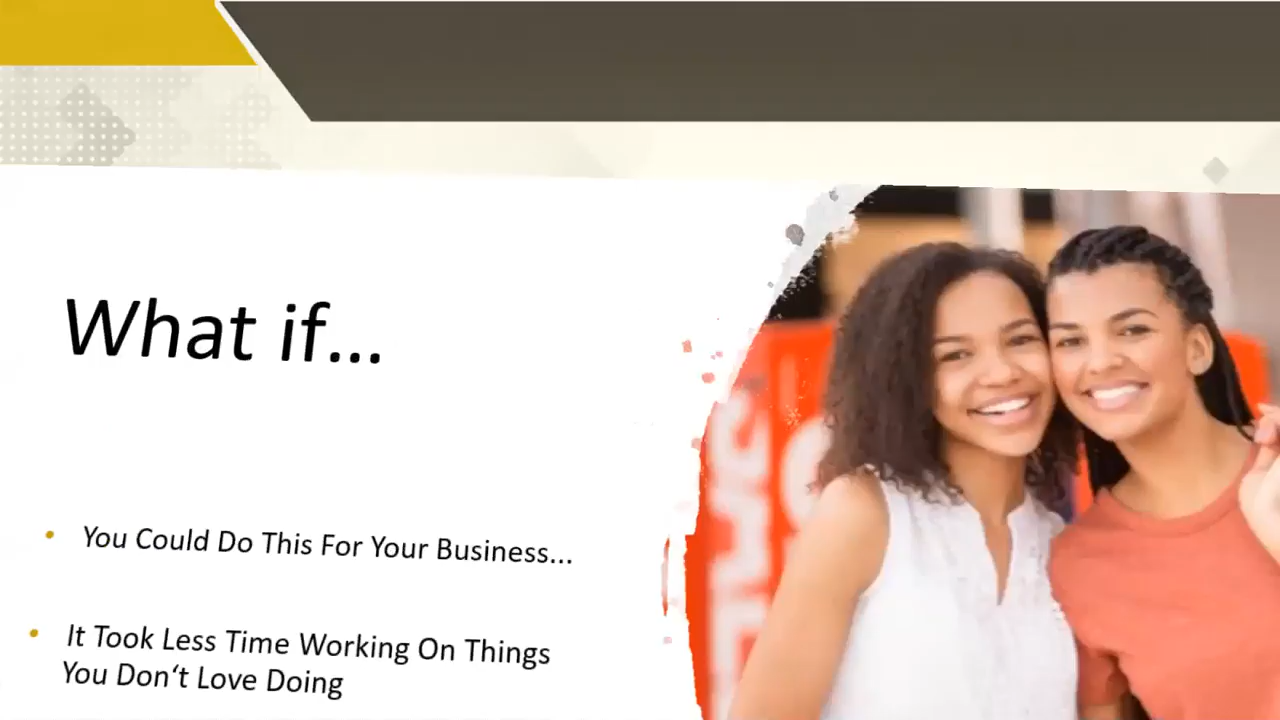 What if...
You Could Do This For Your Business...
It Took Less Time Working On Things
You Don't Love Doing